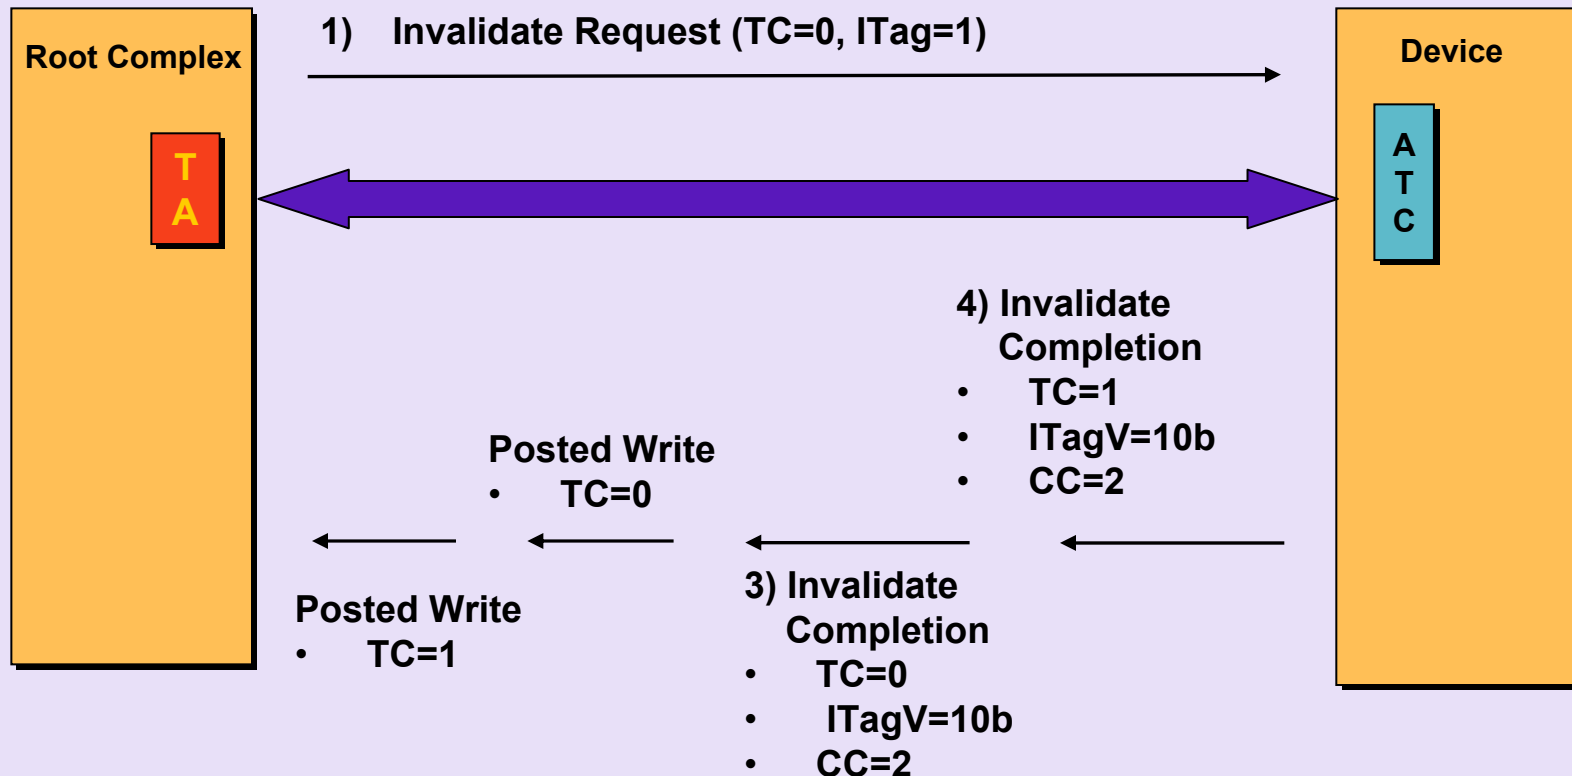 1) Invalidate Request (TC=0, ITag=1)
Root Complex
Device
T
A
A
T
C
4) Invalidate
Completion
• TC=1
• ITagV=10b
• CC=2
Posted Write
• TC=0
Posted Write
• TC=1
3) Invalidate
Completion
• TC=0
• ITagV=10b
• CC=2